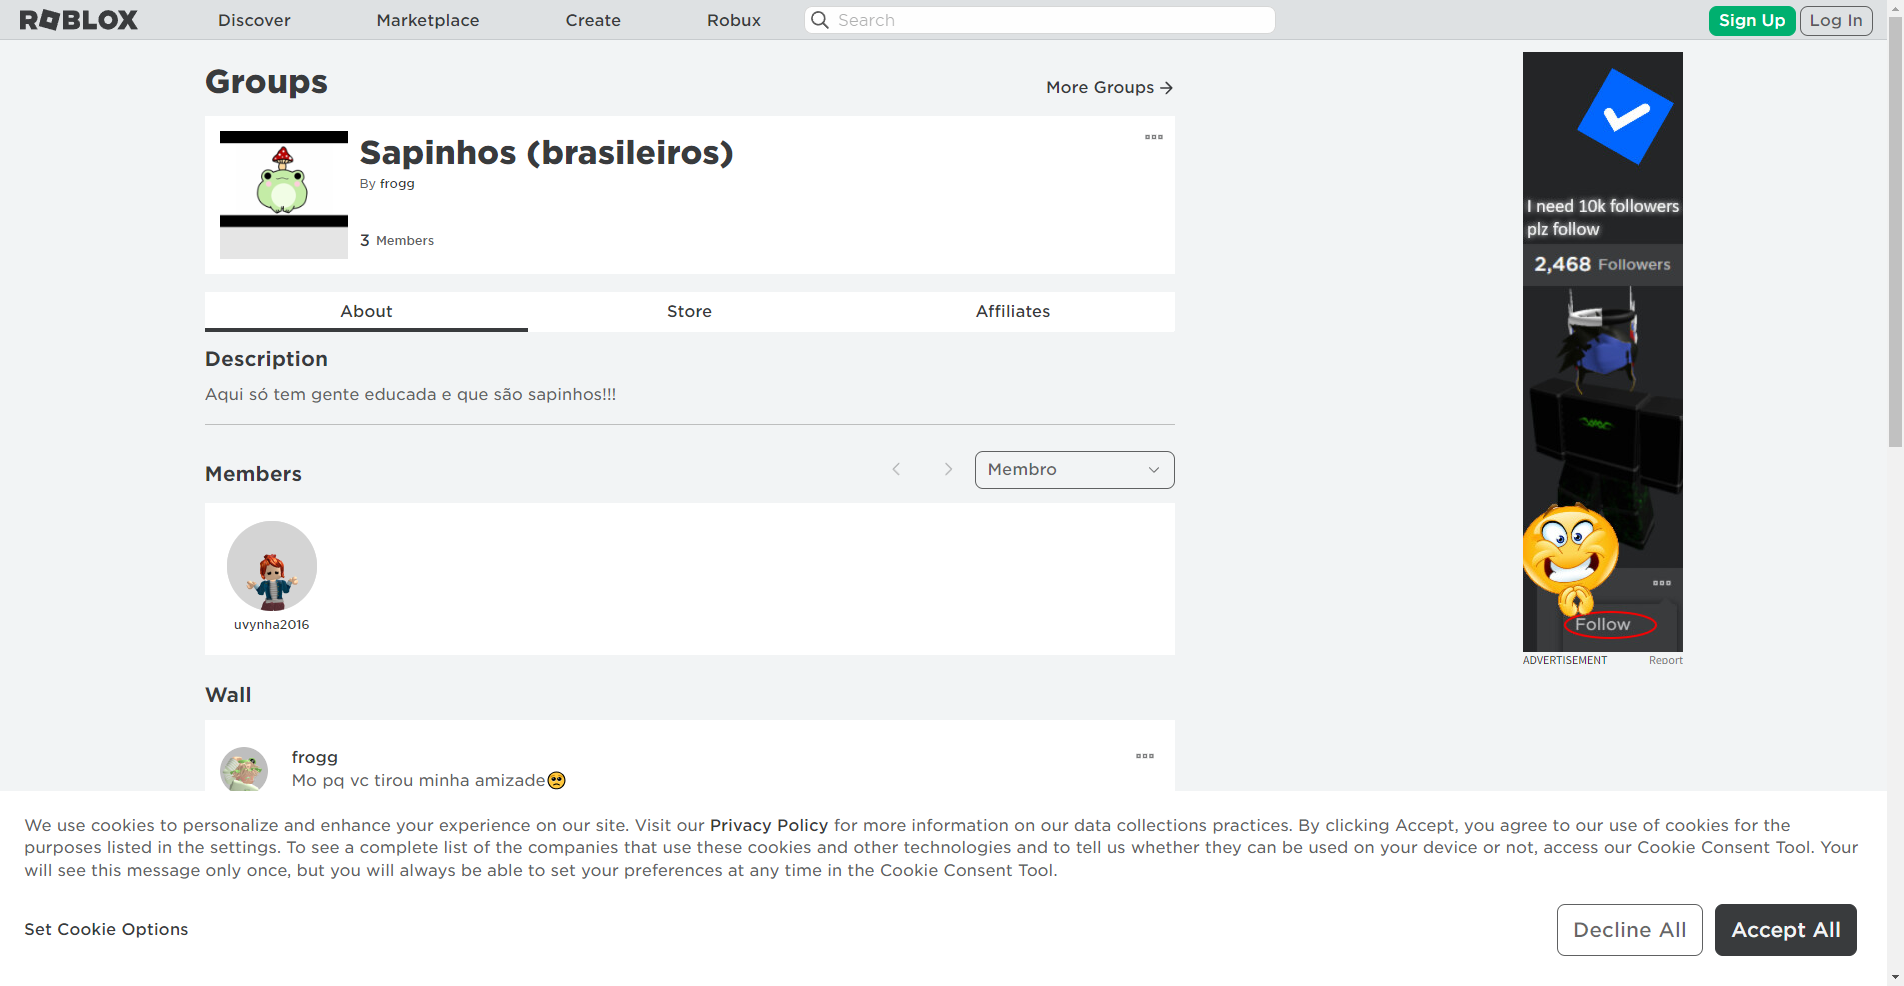 ROBLOX
Discover
Marketplace
Create
Robux
Search
Sign Up
Log In
Groups
More Groups
Sapinhos (brasileiros)
By frogg
3 Members
About
Store
Affiliates
Description
Aqui só tem gente educada e que são sapinhos!!!
Members
Membro
uvynha2016
Wall
frogg
Mo pq vc tirou minha amizade🥺
I need 10k followers
plz follow
2,468 Followers
Follow
ADVERTISEMENT
Report
We use cookies to personalize and enhance your experience on our site. Visit our Privacy Policy for more information on our data collections practices. By clicking Accept, you agree to our use of cookies for the
purposes listed in the settings. To see a complete list of the companies that use these cookies and other technologies and to tell us whether they can be used on your device or not, access our Cookie Consent Tool. Your
will see this message only once, but you will always be able to set your preferences at any time in the Cookie Consent Tool.
Set Cookie Options
Decline All
Accept All